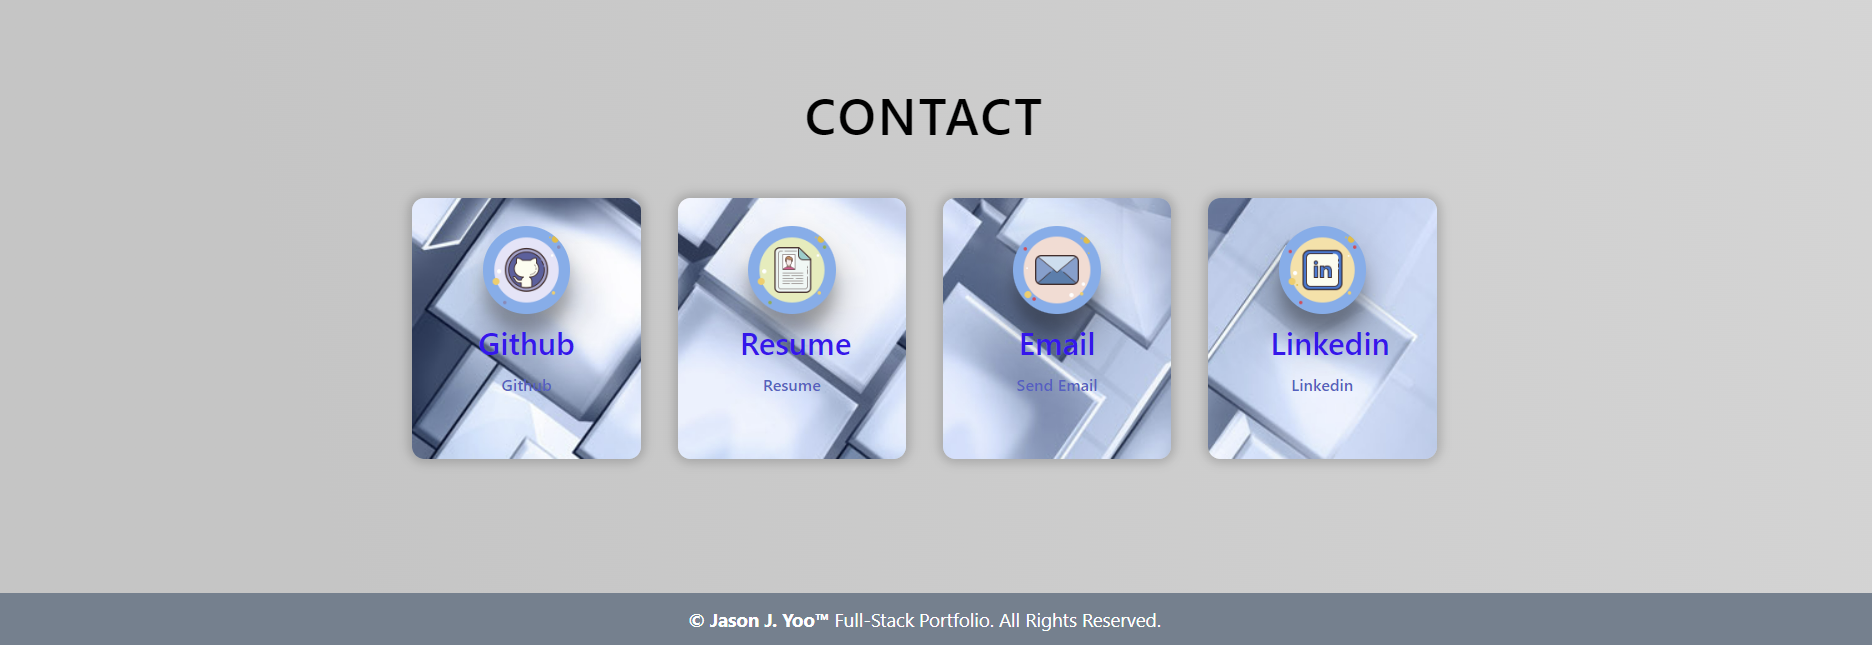 CONTACT
in
Github
Github
Resume
Resume
Email
Send Email
Linkedin
Linkedin
© Jason J. Yoo™ Full-Stack Portfolio. All Rights Reserved.